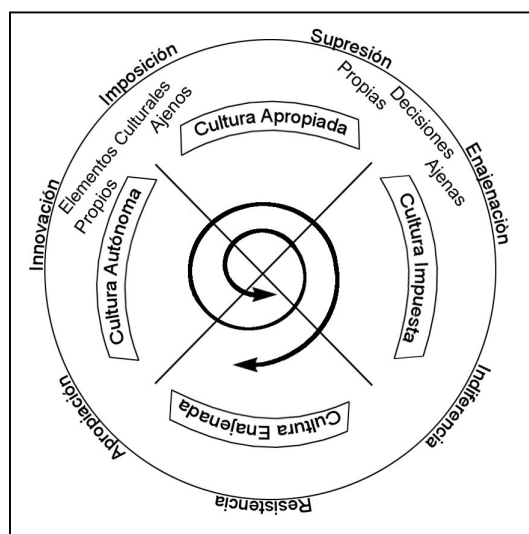 Supresión
Imposición
Propias
Decisiones
Ajenas
Elementos Culturales
Ajenos
Propios
Cultura Apropiada
Enajenaciòn
Innovación
Cultura Autónoma
Cultura Impuesta
Cultura Enajenada
Apropiación
Indiferencia
Resistencia